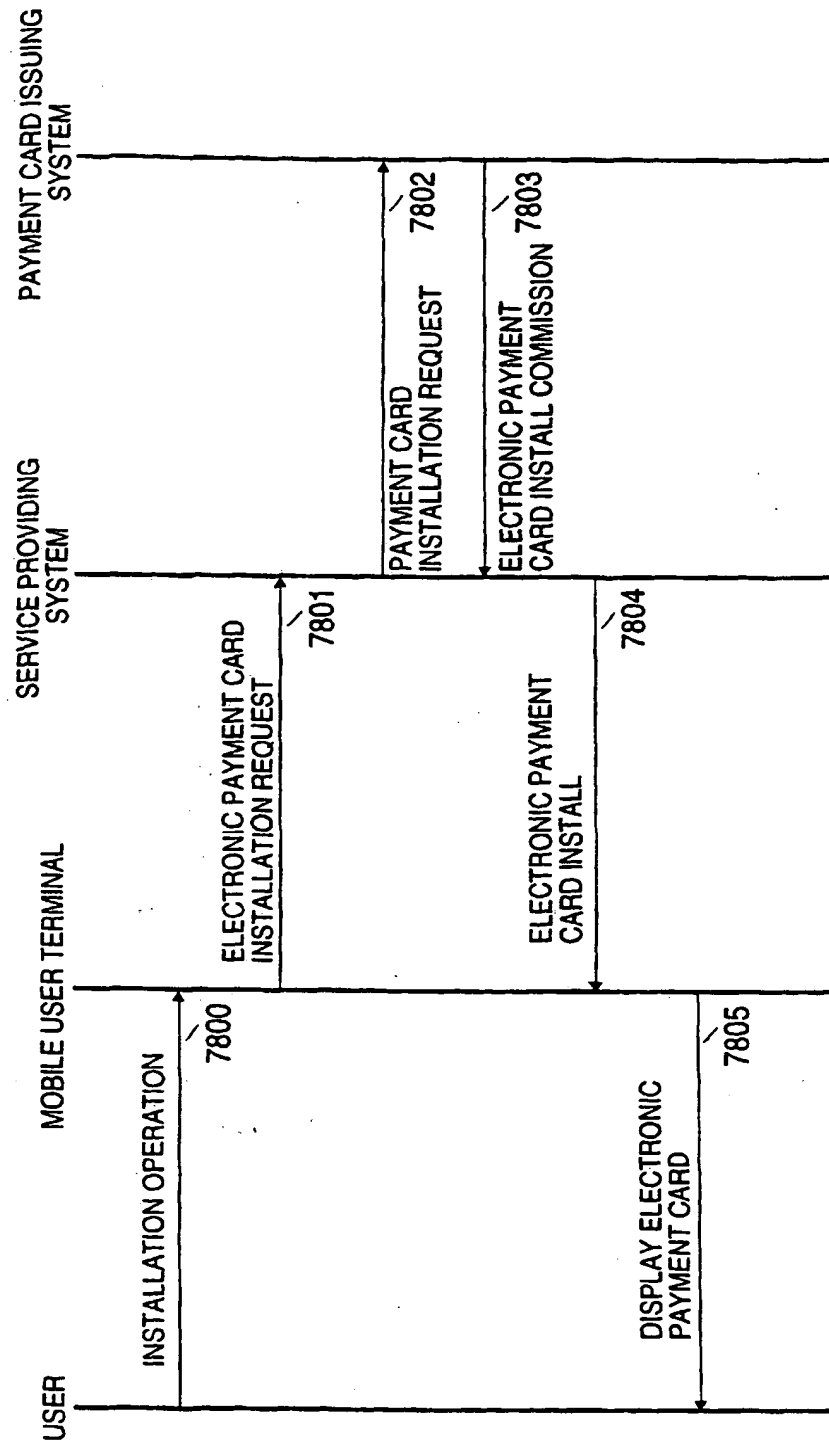 USER
MOBILE USER TERMINAL
SERVICE PROVIDING
SYSTEM
PAYMENT CARD ISSUING
SYSTEM
INSTALLATION OPERATION
7800
ELECTRONIC PAYMENT CARD
INSTALLATION REQUEST
7801
PAYMENT CARD
INSTALLATION REQUEST
7802
ELECTRONIC PAYMENT
CARD INSTALL COMMISSION
7803
ELECTRONIC PAYMENT
CARD INSTALL
7804
DISPLAY ELECTRONIC
PAYMENT CARD
7805